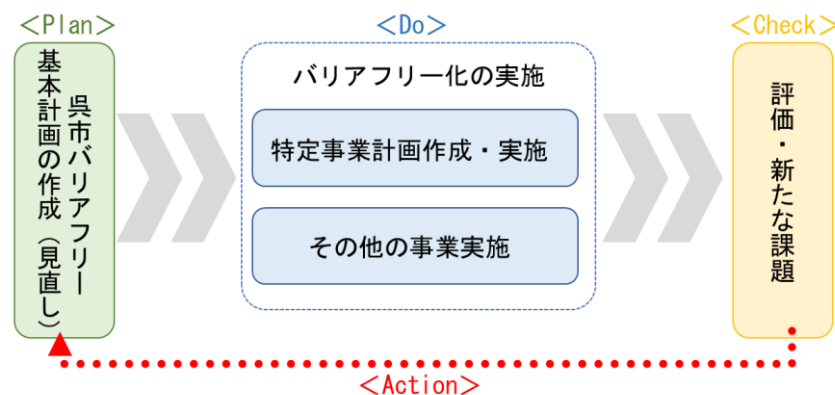 ＜Plan＞
呉市バリアフリー
基本計画の作成（見直し）
＜Do＞
バリアフリー化の実施
特定事業計画作成・実施
その他の事業実施
＜Check＞
評価・新たな課題
＜Action＞